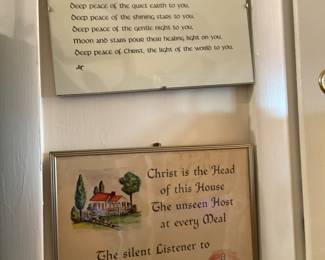 Deep peace of the quiet earth to you.
Deep peace of the shining stars to you.
Deep peace of the gentle night to you.
Moon and stars pour their healing light on you.
Deep peace of Christ, the light of the world to you.
Christ is the Head
of this House
The unseen Host
at every Meal
The silent Listener to